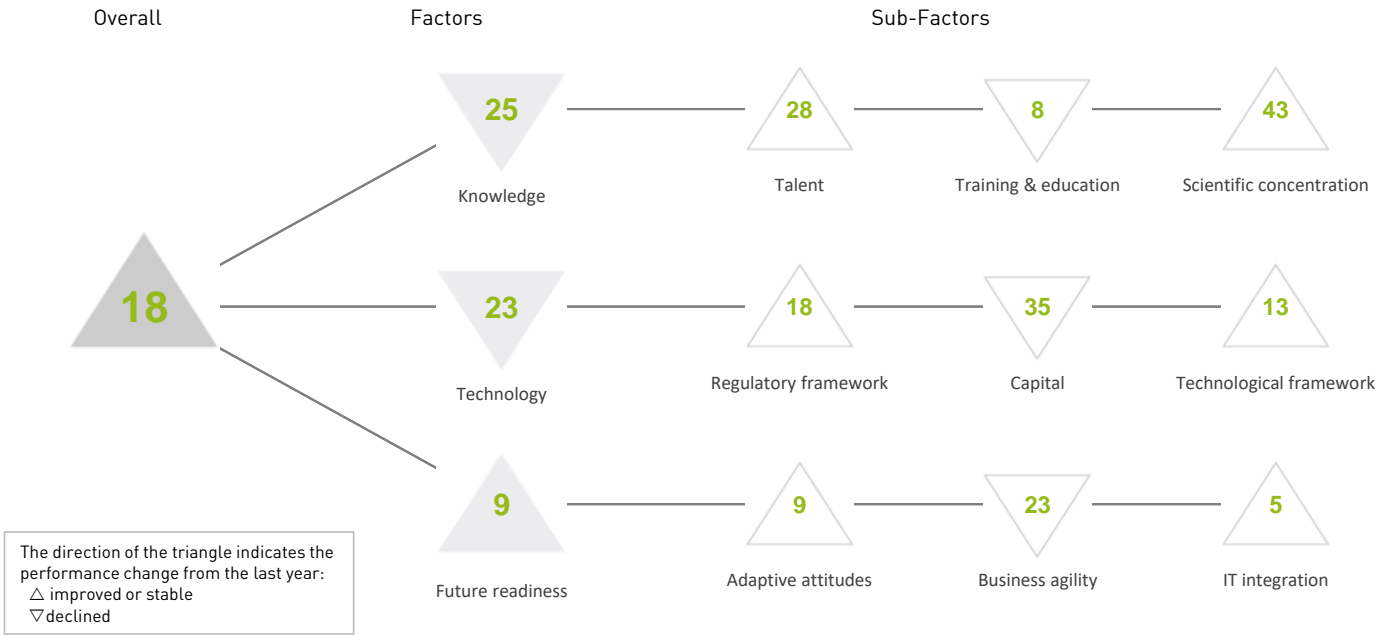 Overall
Factors
Sub-Factors
25
28
8
43
Knowledge
Talent
Training & education
Scientific concentration
18
23
18
35
13
Technology
Regulatory framework
Capital
Technological framework
9
9
23
5
Future readiness
Adaptive attitudes
Business agility
IT integration
The direction of the triangle indicates the
performance change from the last year:
△ improved or stable
▽declined